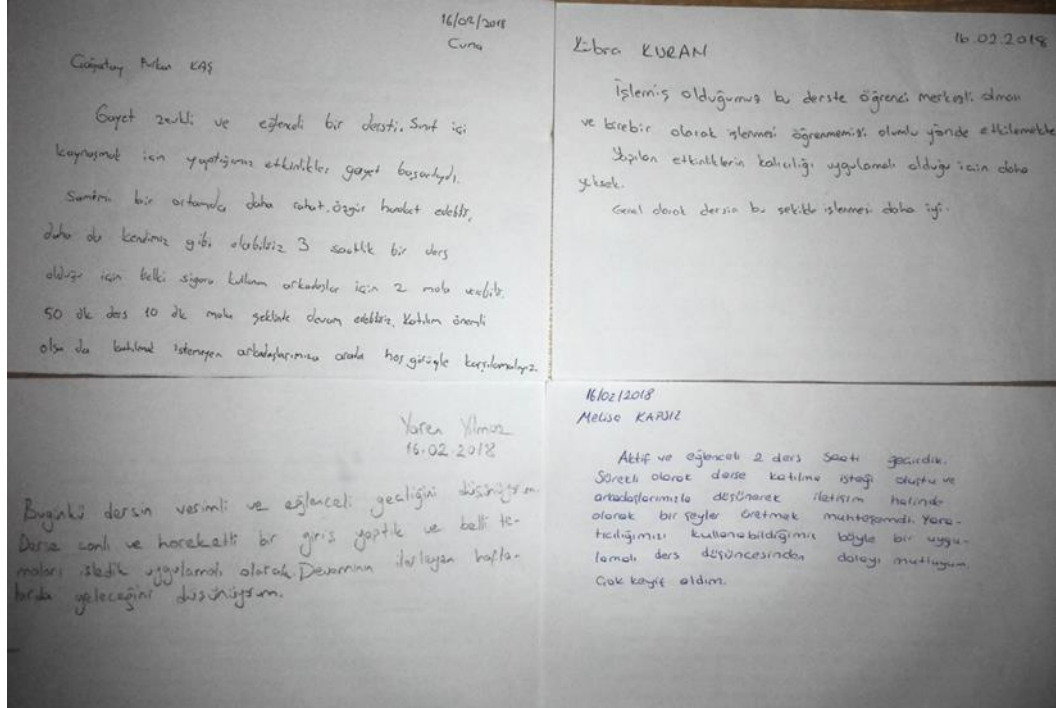 16/02/2018
Cuma
Furkan KAŞ
Gayet zevkli ve eğlenceli bir dersti. Sınıf içi
kaynaşmak için yaptığımız etkinlikler gayet başarılıydı.
Samimi bir ortamda daha rahat, özgür hareket edebilir,
daha da kendimiz gibi olabiliriz 3 saatlik bir ders
olduğu için belki sigara kullanan arkadaşlar için 2 mola
50 dk ders 10 dk mola şeklinde devam edebiliriz. Katılım önemli
olsa da katılmak istemeyen arkadaşlarımıza arada hoş görüyle karşılamalıyız.
Kübra KURAN
16.02.2018
İşlemiş olduğumuz bu derste öğrenci merkezli olması
ve birebir olarak işlenmesi öğrenmemizi olumlu yönde etkilemekte
Yapılan etkinliklerin kalıcılığı uygulamalı olduğu için daha
yüksek.
Genel olarak dersin bu şekilde işlenmesi daha iyi.
Yaren Yılmaz
16.02.2018
Bugünkü dersin verimli ve eğlenceli geçtiğini düşünüyorum.
Derse canlı ve hareketli bir giriş yaptık ve belli te-
maları işledik uygulamalı olarak. Devamının ilerleyen hafta-
larda geleceğini düşünüyorum.
16/02/2018
Melisa KAPSIZ
Aktif ve eğlenceli 2 ders saati geçirdik.
Sürekli olarak derse katılma isteği oluştu ve
arkadaşlarımızla düşünerek iletişim halinde
olarak bir şeyler üretmek muhteşemdi. Yara-
tıcılığımızı kullanabildiğimiz böyle bir uygu-
lamalı ders düşüncesinden dolayı mutluyum.
Çok keyif aldım.